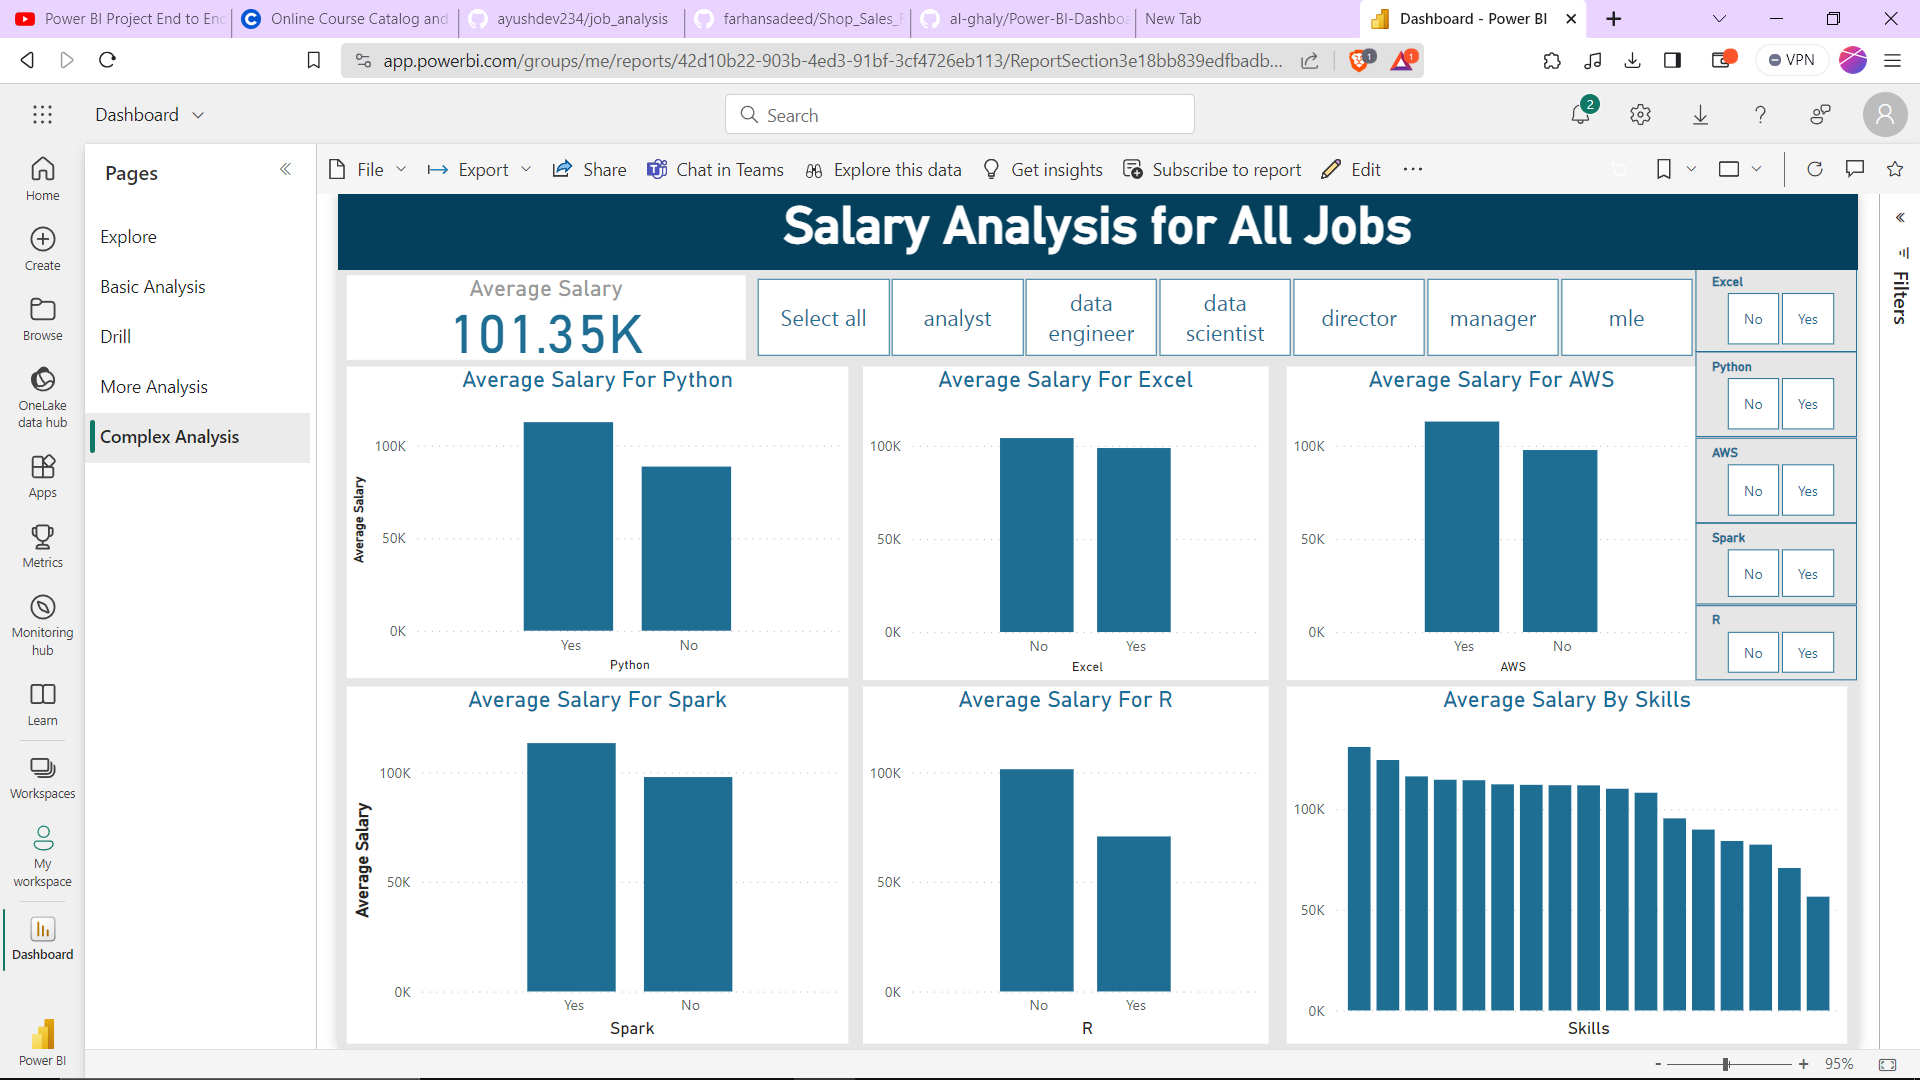 Power BI Project End to En
Online Course Catalog and
ayushdev234/job_analysis
farhansadeed/Shop_Sales_
al-ghaly/Power-BI-Dashbo
New Tab
Dashboard - Power BI
app.powerbi.com/groups/me/reports/42d10b22-903b-4ed3-91bf-3cf4726eb113/ReportSection3e18bb839edfbadb...
1
1
VPN
Dashboard
Search
2
Home
Create
Browse
OneLake
data hub
Apps
Metrics
Monitoring
hub
Learn
Workspaces
My
workspace
Dashboard
Power BI
Pages
Explore
Basic Analysis
Drill
More Analysis
Complex Analysis
File
Export
Share
Chat in Teams
Explore this data
Get insights
Subscribe to report
Edit
Salary Analysis for All Jobs
Average Salary
101.35K
Select all
analyst
data
engineer
data
scientist
director
manager
mle
Excel
No Yes
Python
No Yes
AWS
No Yes
Spark
No Yes
R
No Yes
Filters
Average Salary For Python
Average Salary
100K
50K
0K
Yes No
Python
Average Salary For Excel
100K
50K
0K
No Yes
Excel
Average Salary For AWS
100K
50K
0K
Yes No
AWS
Average Salary For Spark
Average Salary
100K
50K
0K
Yes No
Spark
Average Salary For R
100K
50K
0K
No Yes
R
Average Salary By Skills
100K
50K
0K
Skills
- + 95%